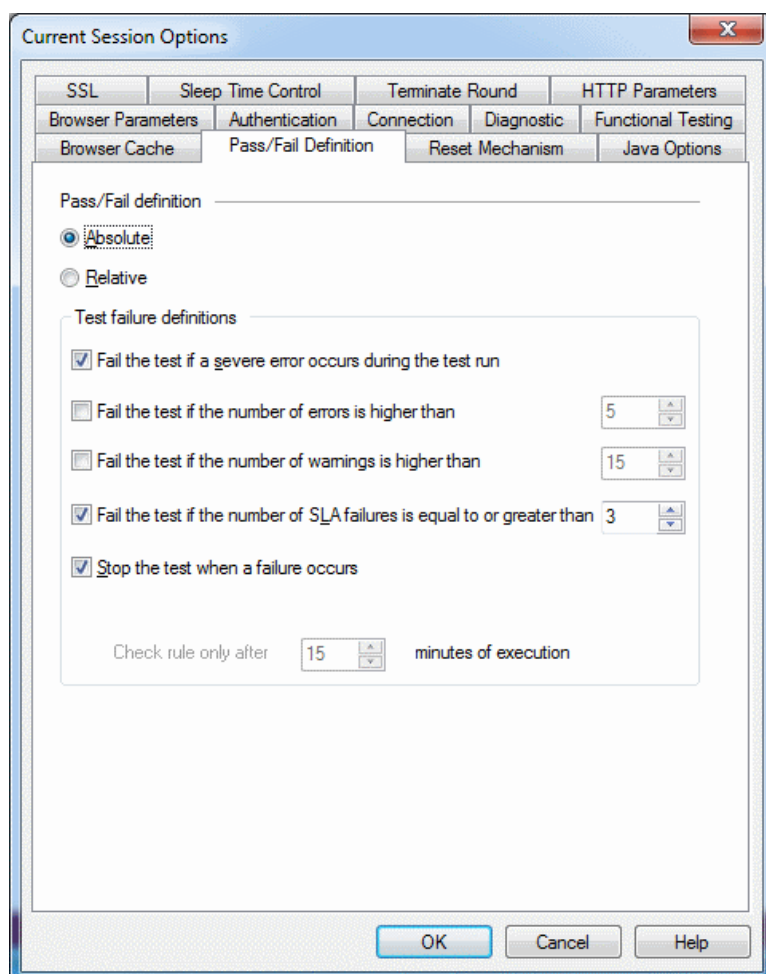 Current Session Options
SSL Sleep Time Control Terminate Round HTTP Parameters
Browser Parameters Authentication Connection Diagnostic Functional Testing
Browser Cache Pass/Fail Definition Reset Mechanism Java Options
Pass/Fail definition
Absolute
Relative
Test failure definitions
Fail the test if a severe error occurs during the test run
Fail the test if the number of errors is higher than 5
Fail the test if the number of warnings is higher than 15
Fail the test if the number of SLA failures is equal to or greater than 3
Stop the test when a failure occurs
Check rule only after 15 minutes of execution
OK Cancel Help